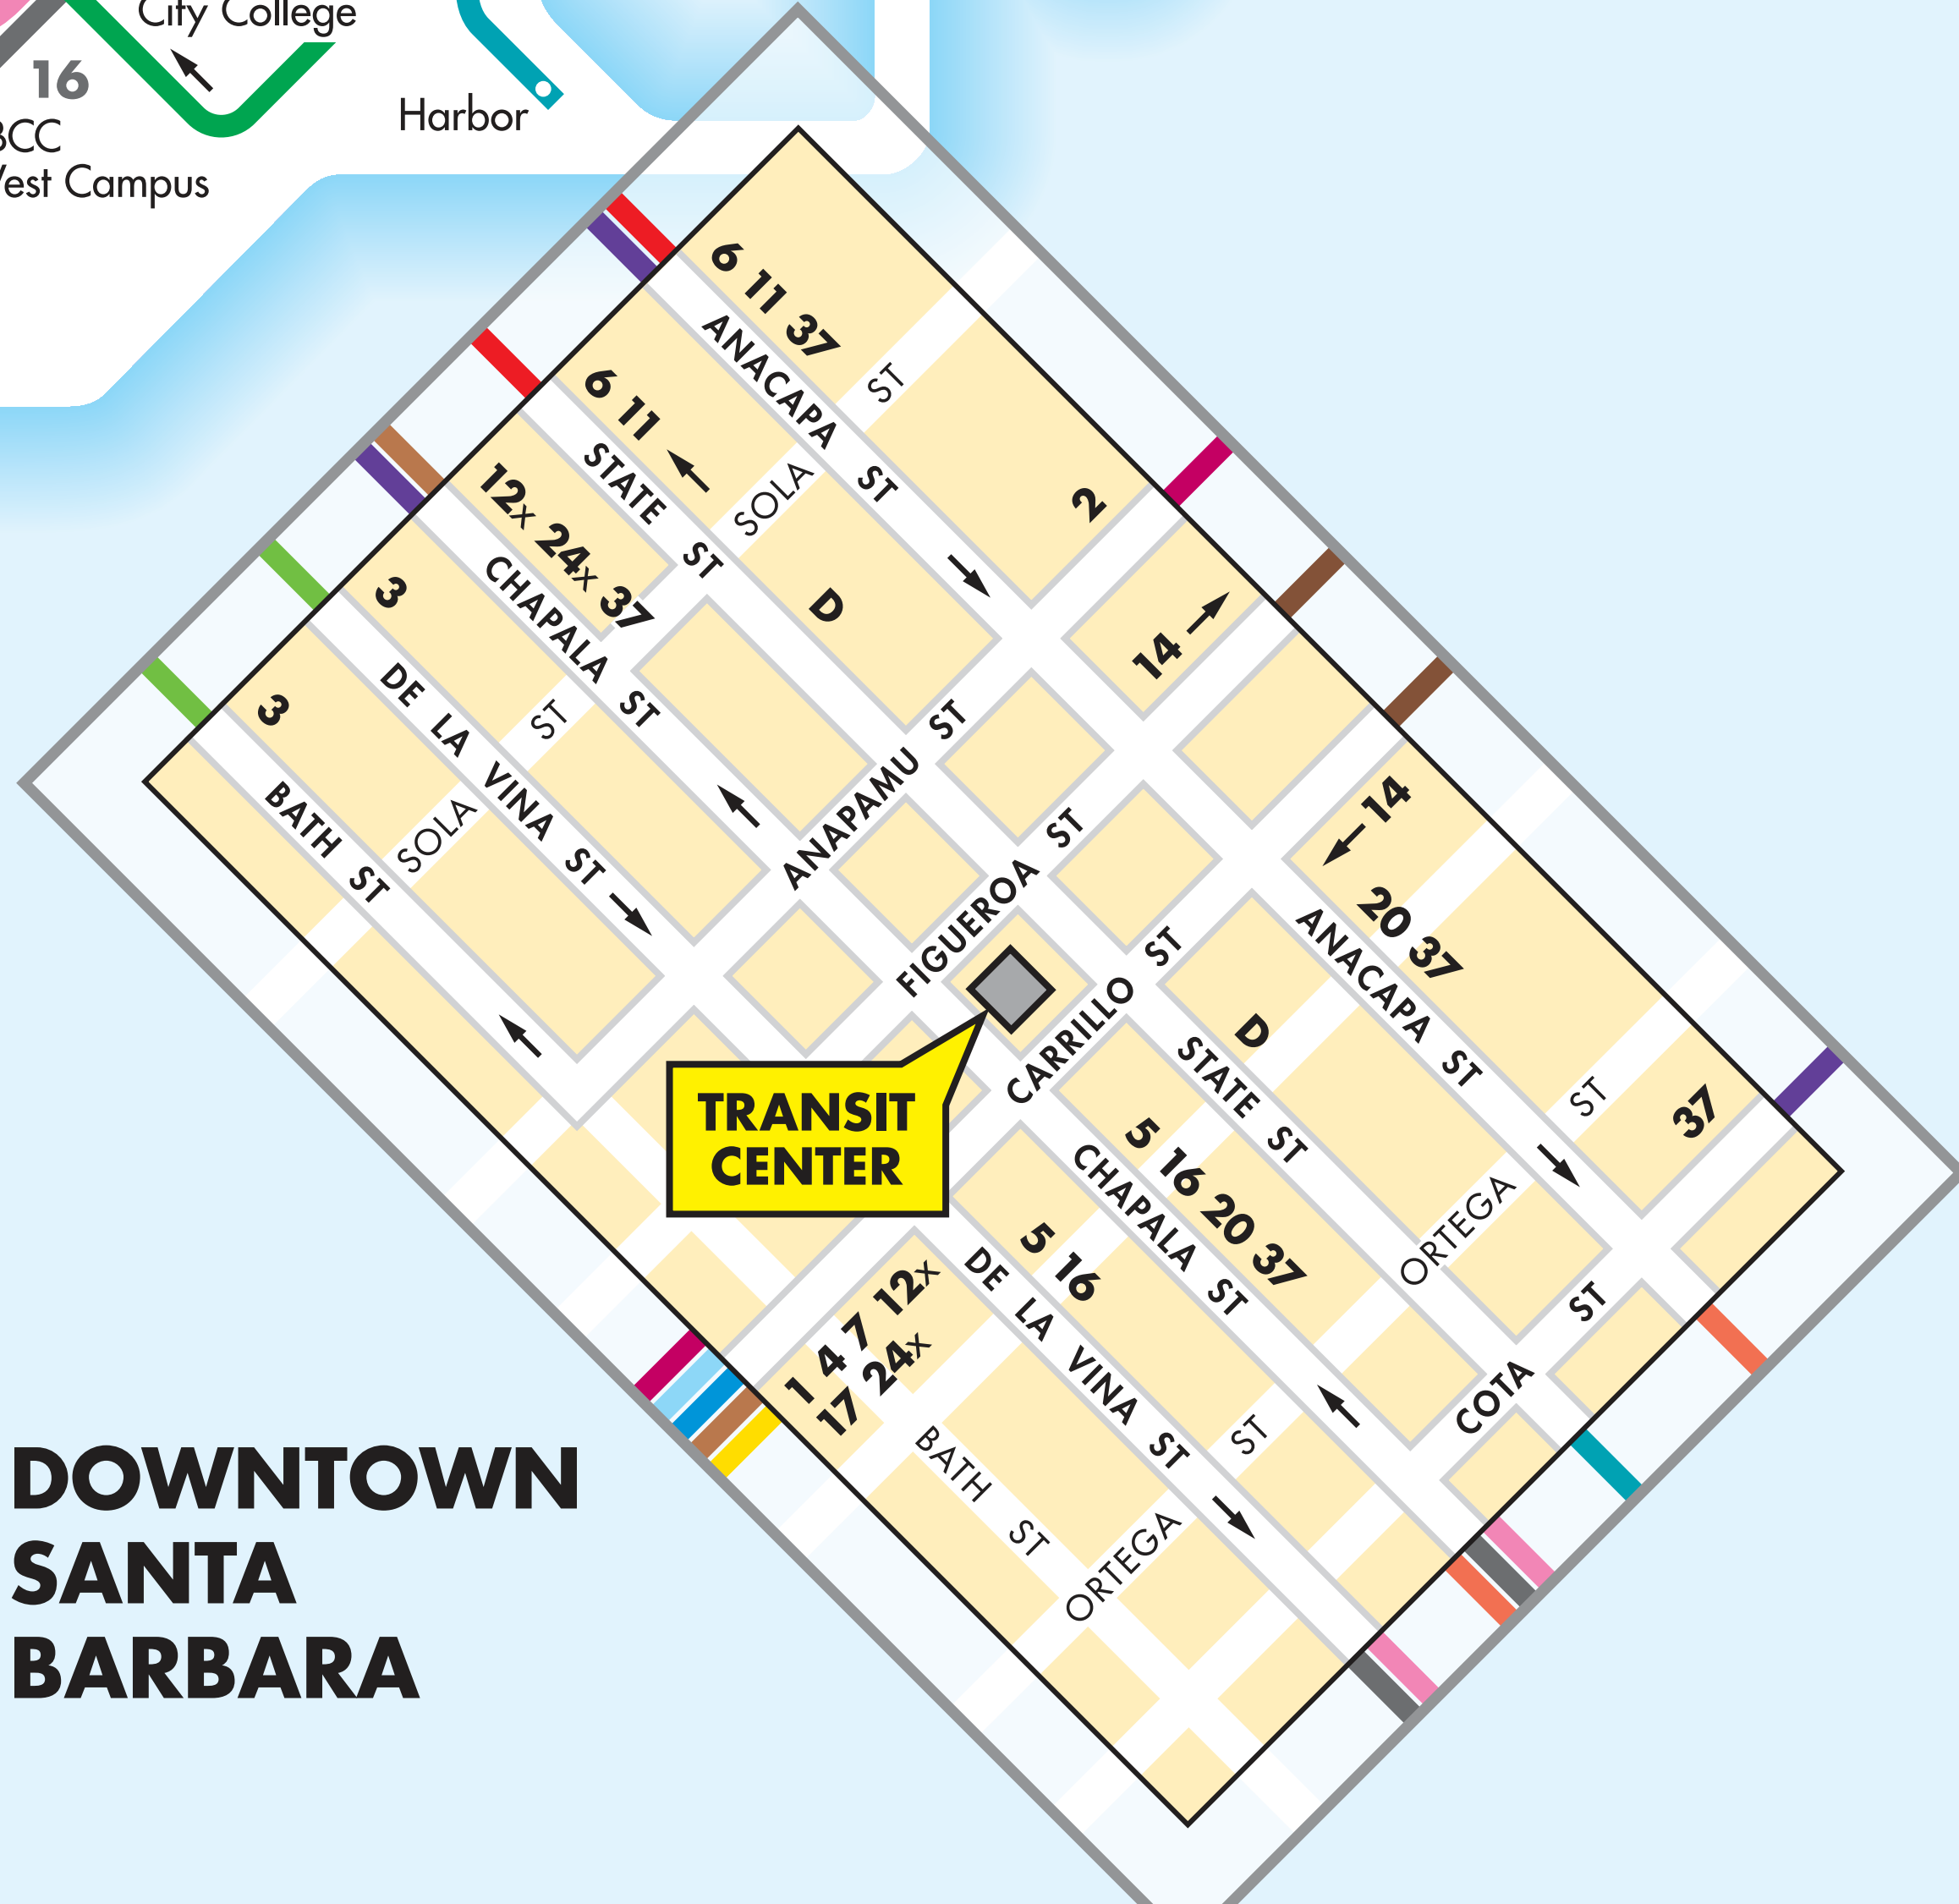 City College
16
Harbor
Campus
6 11 37
ANACAPA ST
ST
6 11
STATE ST
SOLA
2
12x 24x 37
CHAPALA ST
D
3
DE LA VINA ST
ST
14
3
BATH ST
SOLA
ANAPAMU ST
14
FIGUEROA ST
20 37
ANACAPA ST
CARRILLO ST
D
STATE ST
ST
37
TRANSIT
CENTER
5 16 20 37
CHAPALA ST
ORTEGA
5 16
DE LA VINA ST
1 4 7 12x
17 24x
COTA ST
BATH ST
ORTEGA ST
DOWNTOWN
SANTA
BARBARA